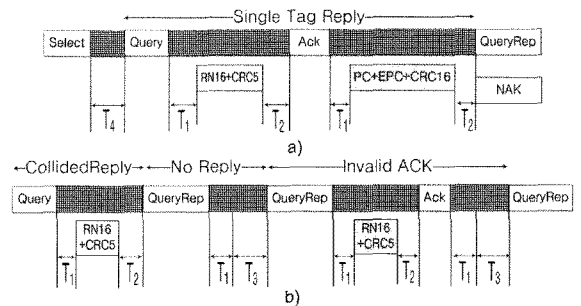 Single Tag Reply
Select Query Ack QueryRep
RN16+CRC5 PC+EPC+CRC16 NAK
T4 T1 T2 T1 T2
a)
CollidedReply No Reply Invalid ACK
Query QueryRep QueryRep Ack QueryRep
RN16 +CRC5 RN16 +CRC5
T1 T2 T1 T3 T1 T2 T1 T3
b)